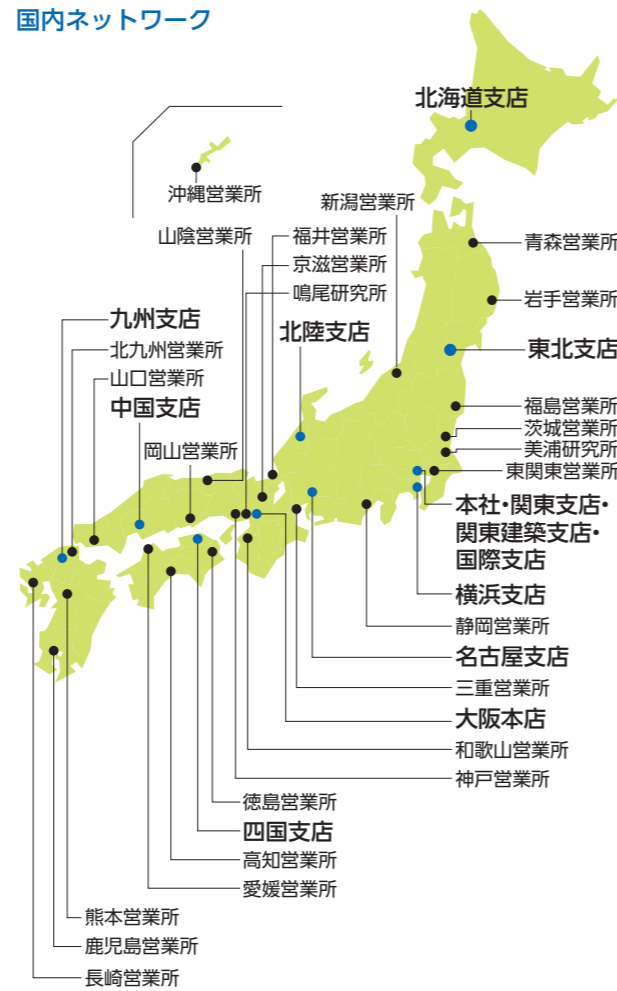 国内ネットワーク
北海道支店
沖縄営業所
新潟営業所
山陰営業所
福井営業所
青森営業所
京滋営業所
鳴尾研究所
岩手営業所
九州支店
北陸支店
北九州営業所
東北支店
山口営業所
中国支店
福島営業所
茨城営業所
岡山営業所
美浦研究所
東関東営業所
本社・関東支店・
関東建築支店・
国際支店
横浜支店
静岡営業所
名古屋支店
三重営業所
大阪本店
和歌山営業所
神戸営業所
徳島営業所
四国支店
高知営業所
愛媛営業所
熊本営業所
鹿児島営業所
長崎営業所